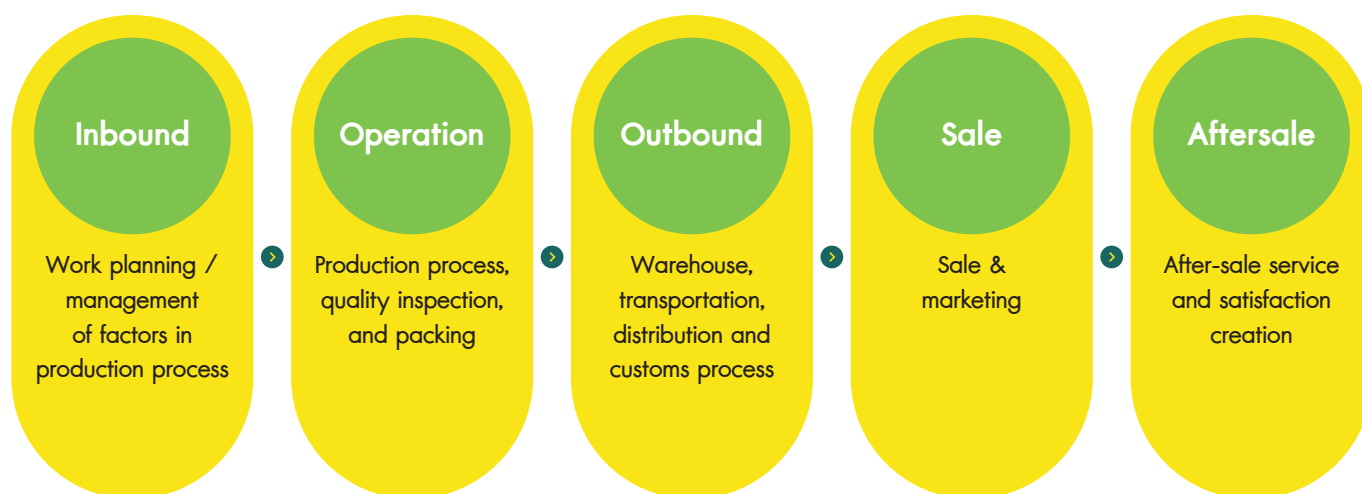 Inbound
Work planning /
management
of factors in
production process
Operation
Production process,
quality inspection,
and packing
Outbound
Warehouse,
transportation,
distribution and
customs process
Sale
Sale &
marketing
Aftersale
After-sale service
and satisfaction
creation